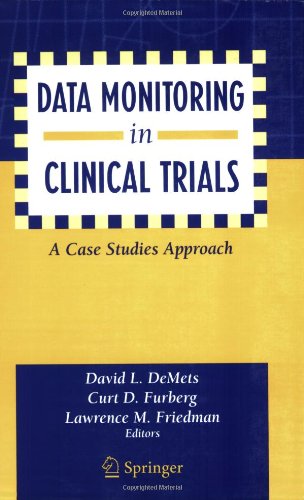 DATA MONITORING
in
CLINICAL TRIALS
A Case Studies Approach
David L. DeMets
Curt D. Furberg
Lawrence M. Friedman
Editors
Springer